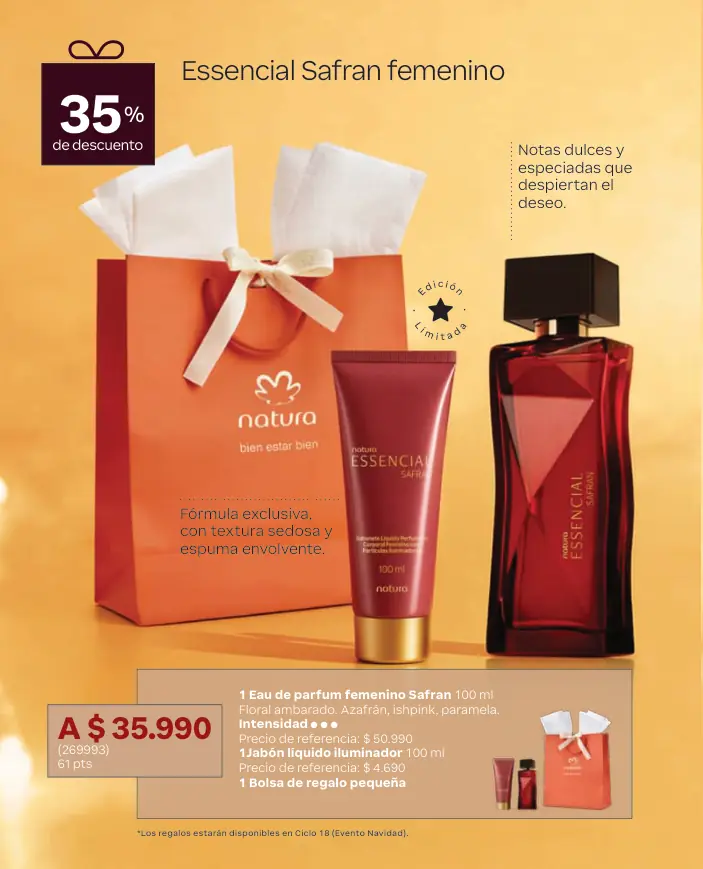 35%
de descuento
Essencial Safran femenino
Notas dulces y
especiadas que
despiertan el
deseo.
Edición
Limitada
natura
bien estar bien
natura
ESSENCIAL
SAFRAN
100 ml
natura
natura
ESSENCIAL
SAFRAN
Fórmula exclusiva,
con textura sedosa y
espuma envolvente.
A $ 35.990
(269993)
61 pts
1 Eau de parfum femenino Safran 100 ml
Floral ambarado. Azafrán, ishpink, paramela.
Intensidad ● ● ●
Precio de referencia: $ 50.990
1Jabón liquido iluminador 100 ml
Precio de referencia: $ 4.690
1 Bolsa de regalo pequeña
*Los regalos estarán disponibles en Ciclo 18 (Evento Navidad).